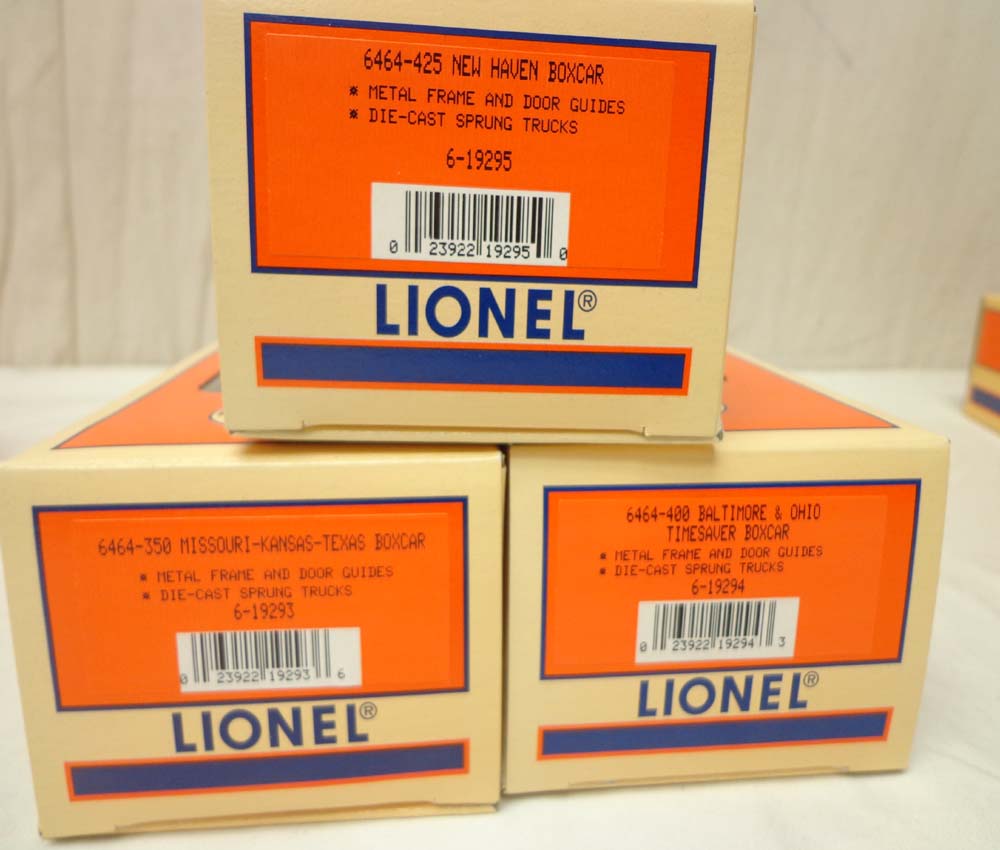 6464-425 NEW HAVEN BOXCAR
* METAL FRAME AND DOOR GUIDES
* DIE-CAST SPRUNG TRUCKS
6-19295
0 23922 19295 0
LIONEL®
6464-350 MISSOURI-KANSAS-TEXAS BOXCAR
* METAL FRAME AND DOOR GUIDES
* DIE-CAST SPRUNG TRUCKS
6-19293
0 23922 19293 6
LIONEL®
6464-400 BALTIMORE & OHIO
TIMESAVER BOXCAR
* METAL FRAME AND DOOR GUIDES
* DIE-CAST SPRUNG TRUCKS
6-19294
0 23922 19294 3
LIONEL®